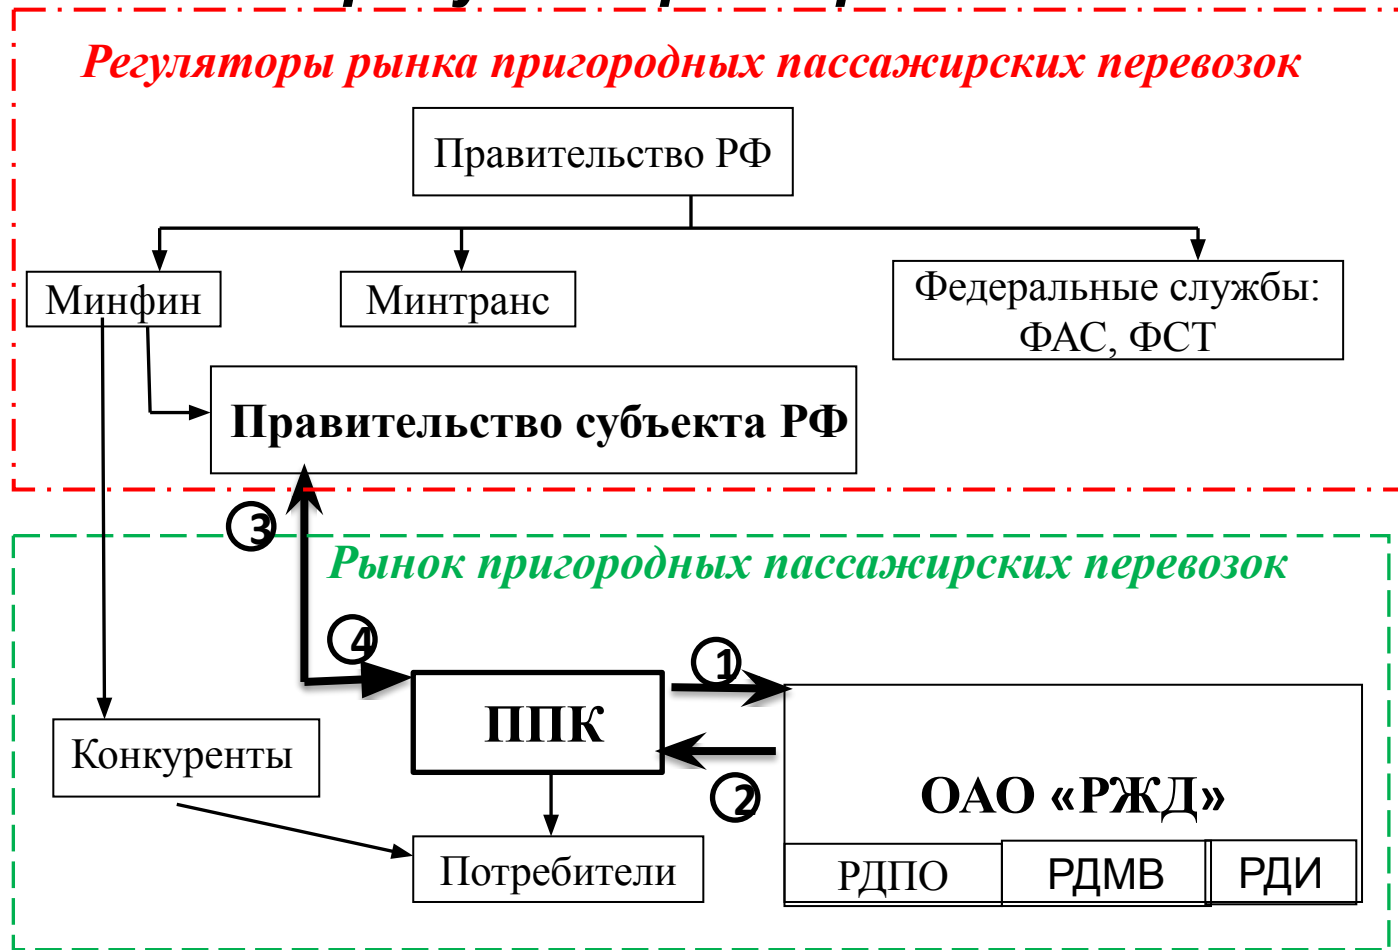 Регуляторы рынка пригородных пассажирских перевозок
Правительство РФ
Минфин
Минтранс
Федеральные службы:
ФАС, ФСТ
Правительство субъекта РФ
3
Рынок пригородных пассажирских перевозок
4
1
ППК
Конкуренты
2
ОАО «РЖД»
Потребители
РДПО
РДМВ
РДИ